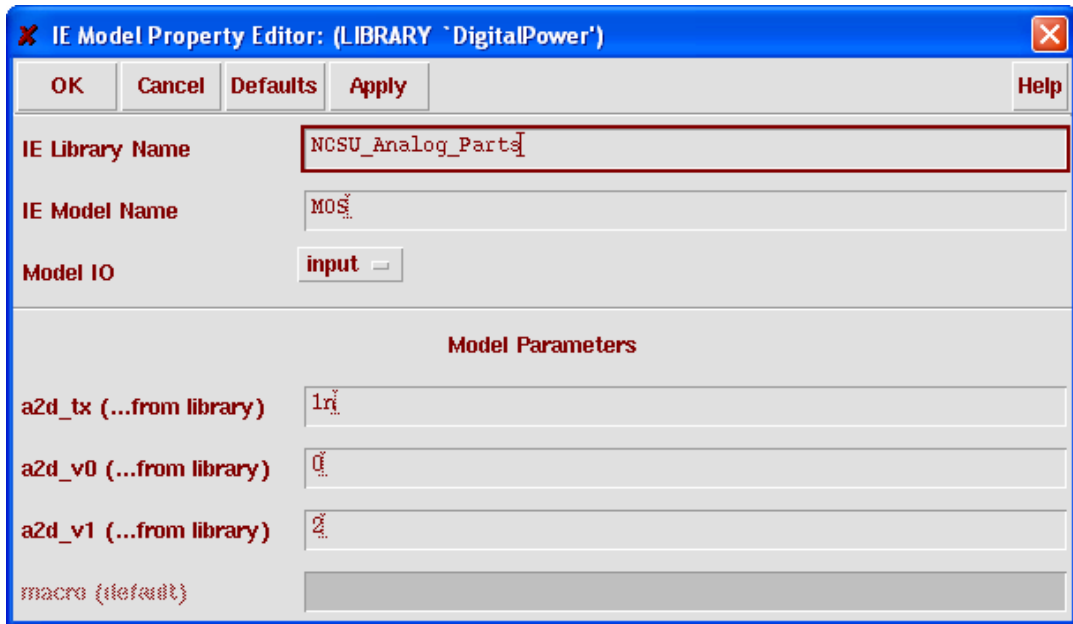 IE Model Property Editor: (LIBRARY `DigitalPower')
OK Cancel Defaults Apply Help
IE Library Name NCSU_Analog_Parts
IE Model Name MOS
Model IO input
Model Parameters
a2d_tx (...from library) 1n
a2d_v0 (...from library) 0
a2d_v1 (...from library) 2
macro (default)